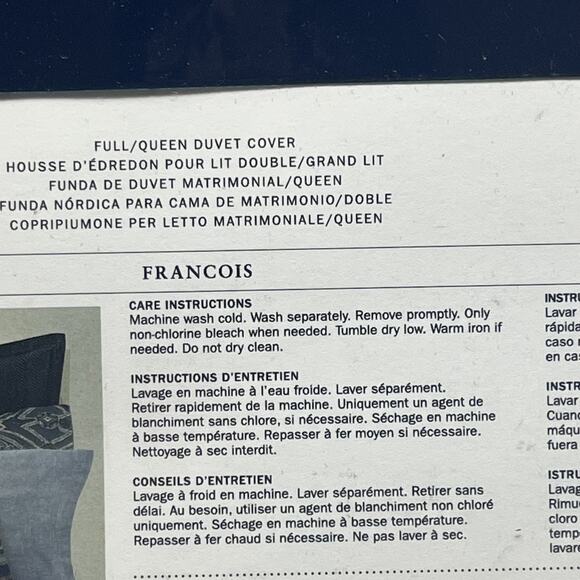 FULL/QUEEN DUVET COVER
HOUSSE D'ÉDREDON POUR LIT DOUBLE/GRAND LIT
FUNDA DE DUVET MATRIMONIAL/QUEEN
FUNDA NÓRDICA PARA CAMA DE MATRIMONIO/DOBLE
COPRIPIUMONE PER LETTO MATRIMONIALE/QUEEN
FRANCOIS
CARE INSTRUCTIONS
Machine wash cold. Wash separately. Remove promptly. Only
non-chlorine bleach when needed. Tumble dry low. Warm iron if
needed. Do not dry clean.
INSTRUCTIONS D'ENTRETIEN
Lavage en machine à l'eau froide. Laver séparément.
Retirer rapidement de la machine. Uniquement un agent de
blanchiment sans chlore, si nécessaire. Séchage en machine
à basse température. Repasser à fer moyen si nécessaire.
Nettoyage à sec interdit.
CONSEILS D'ENTRETIEN
Lavage à froid en machine. Laver séparément. Retirer sans
délai. Au besoin, utiliser un agent de blanchiment non chloré
uniquement. Séchage en machine à basse température.
Repasser à fer chaud si nécessaire. Ne pas laver à sec.
INSTRU
Lavar
rápida
caso
en cas
INSTR
Lavar
Cuand
máqu
fuera
ISTRU
Lavag
Rimu
cloro
temp
lavare